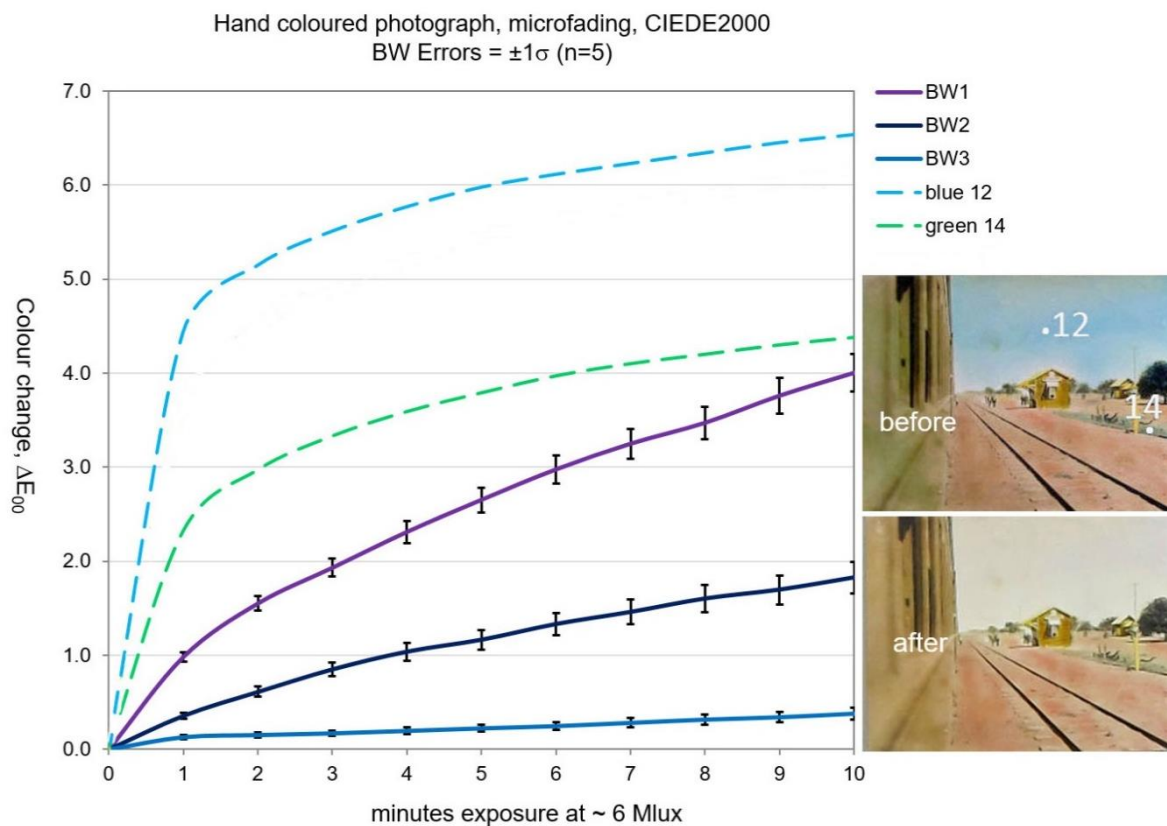 Hand coloured photograph, microfading, CIEDE2000
BW Errors = ±1σ (n=5)
7.0
6.0
5.0
4.0
3.0
2.0
1.0
0.0
Colour change, ΔE₀₀
0 1 2 3 4 5 6 7 8 9 10
minutes exposure at ~ 6 Mlux
BW1
BW2
BW3
blue 12
green 14
.12
14
before
after